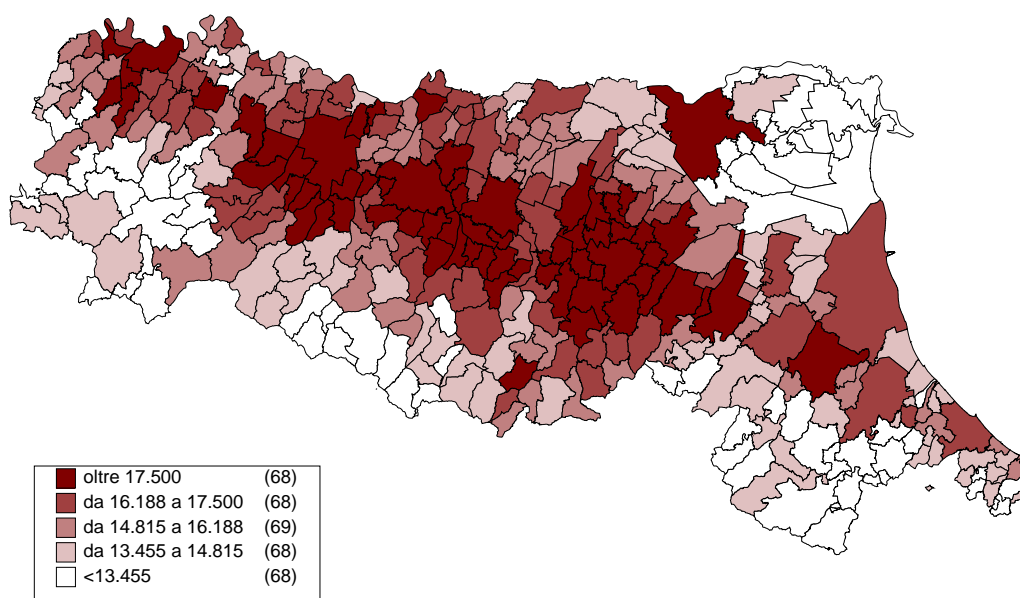 oltre 17.500 (68)
da 16.188 a 17.500 (68)
da 14.815 a 16.188 (69)
da 13.455 a 14.815 (68)
<13.455 (68)